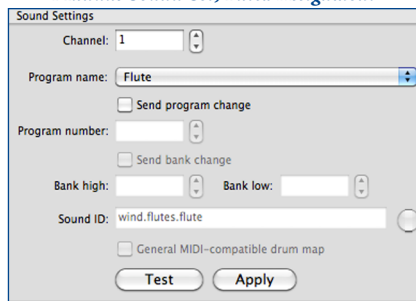 Sound Settings
Channel: 1
Program name: Flute
Send program change
Program number:
Send bank change
Bank high: Bank low:
Sound ID: wind.flutes.flute
General MIDI-compatible drum map
Test Apply